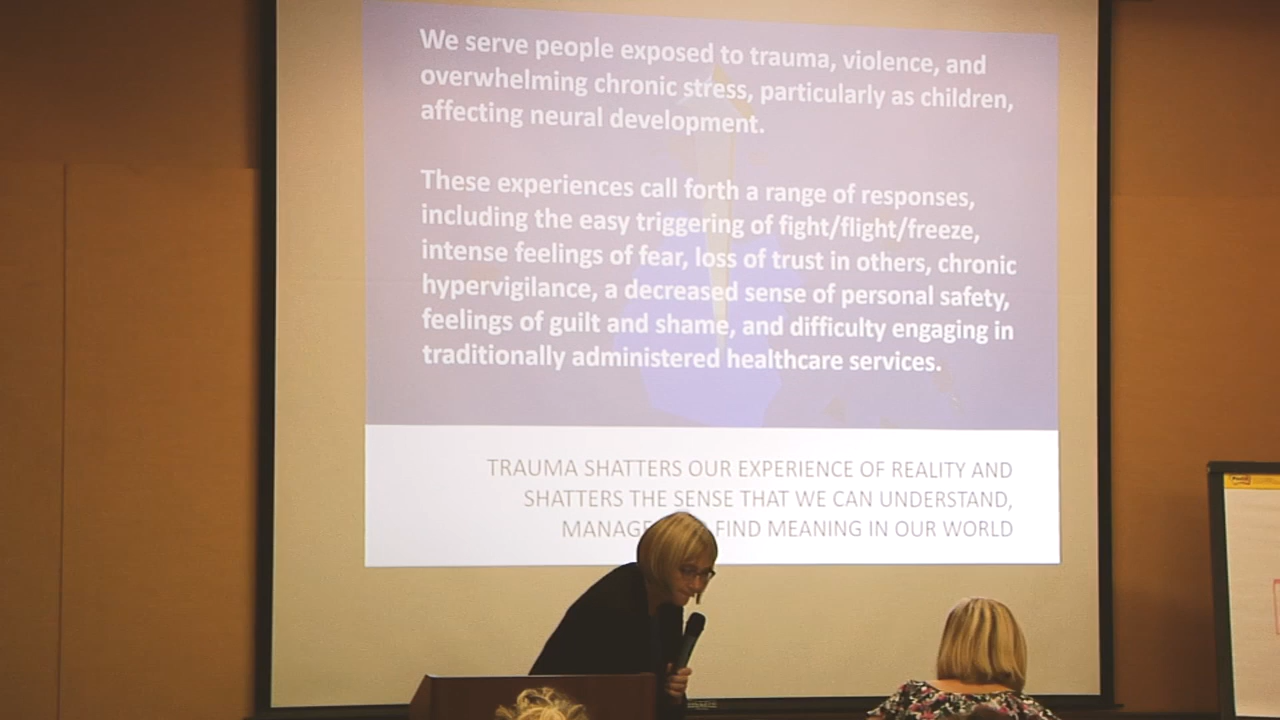 We serve people exposed to trauma, violence, and
overwhelming chronic stress, particularly as children,
affecting neural development.
These experiences call forth a range of responses,
including the easy triggering of fight/flight/freeze,
intense feelings of fear, loss of trust in others, chronic
hypervigilance, a decreased sense of personal safety,
feelings of guilt and shame, and difficulty engaging in
traditionally administered healthcare services.
TRAUMA SHATTERS OUR EXPERIENCE OF REALITY AND
SHATTERS THE SENSE THAT WE CAN UNDERSTAND,
MANAGE FIND MEANING IN OUR WORLD